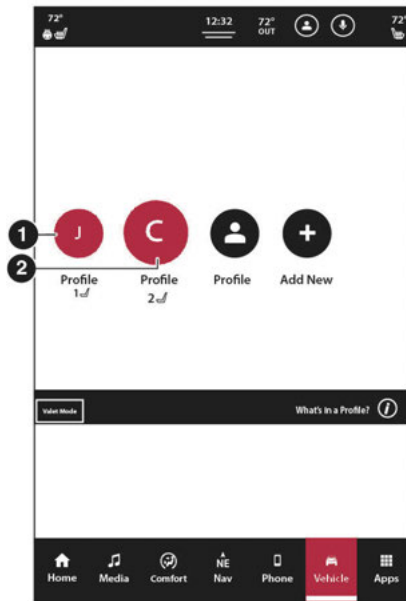 72°
12:32
72°
OUT
72°
1
J
C
2
Profile
1
Profile
2
Profile
+
Add New
Valet Mode
What's in a Profile?
i
Home
Media
Comfort
NE
Nav
Phone
Vehicle
Apps